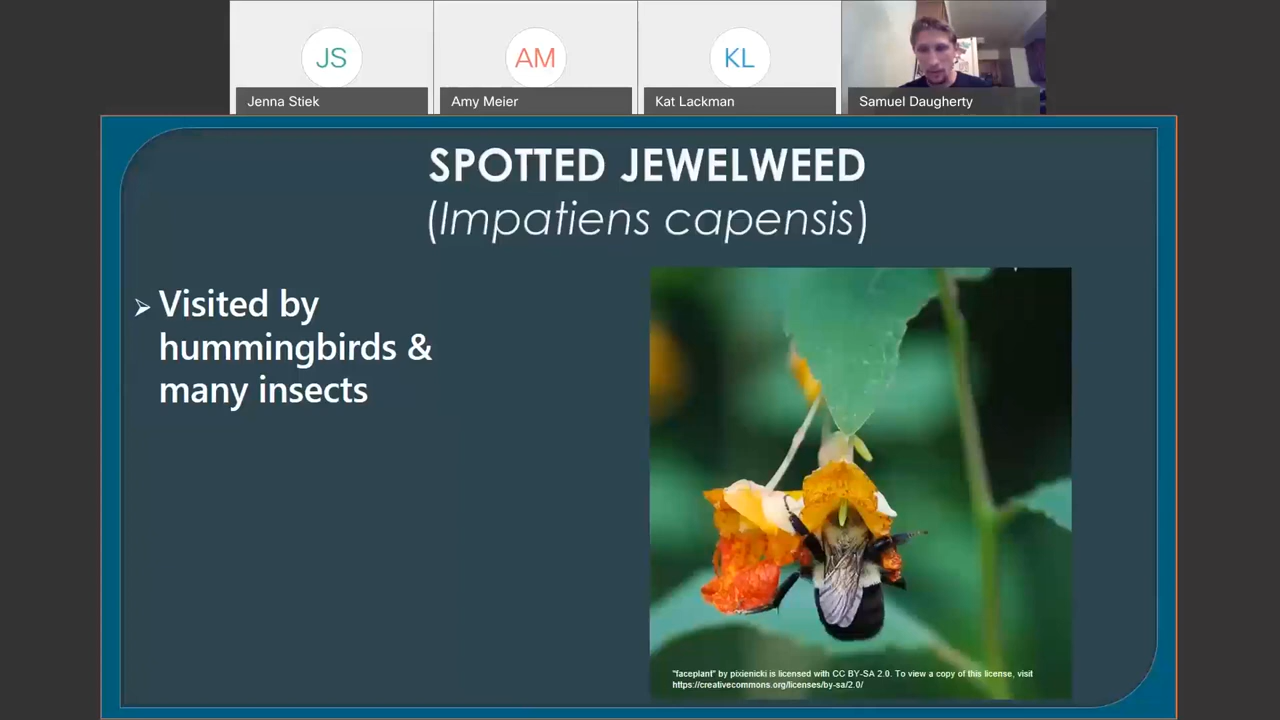 JS
AM
KL
Jenna Stiek
Amy Meier
Kat Lackman
Samuel Daugherty
SPOTTED JEWELWEED
(Impatiens capensis)
➢ Visited by
hummingbirds &
many insects
"faceplant" by pixienicki is licensed with CC BY-SA 2.0. To view a copy of this license, visit
https://creativecommons.org/licenses/by-sa/2.0/